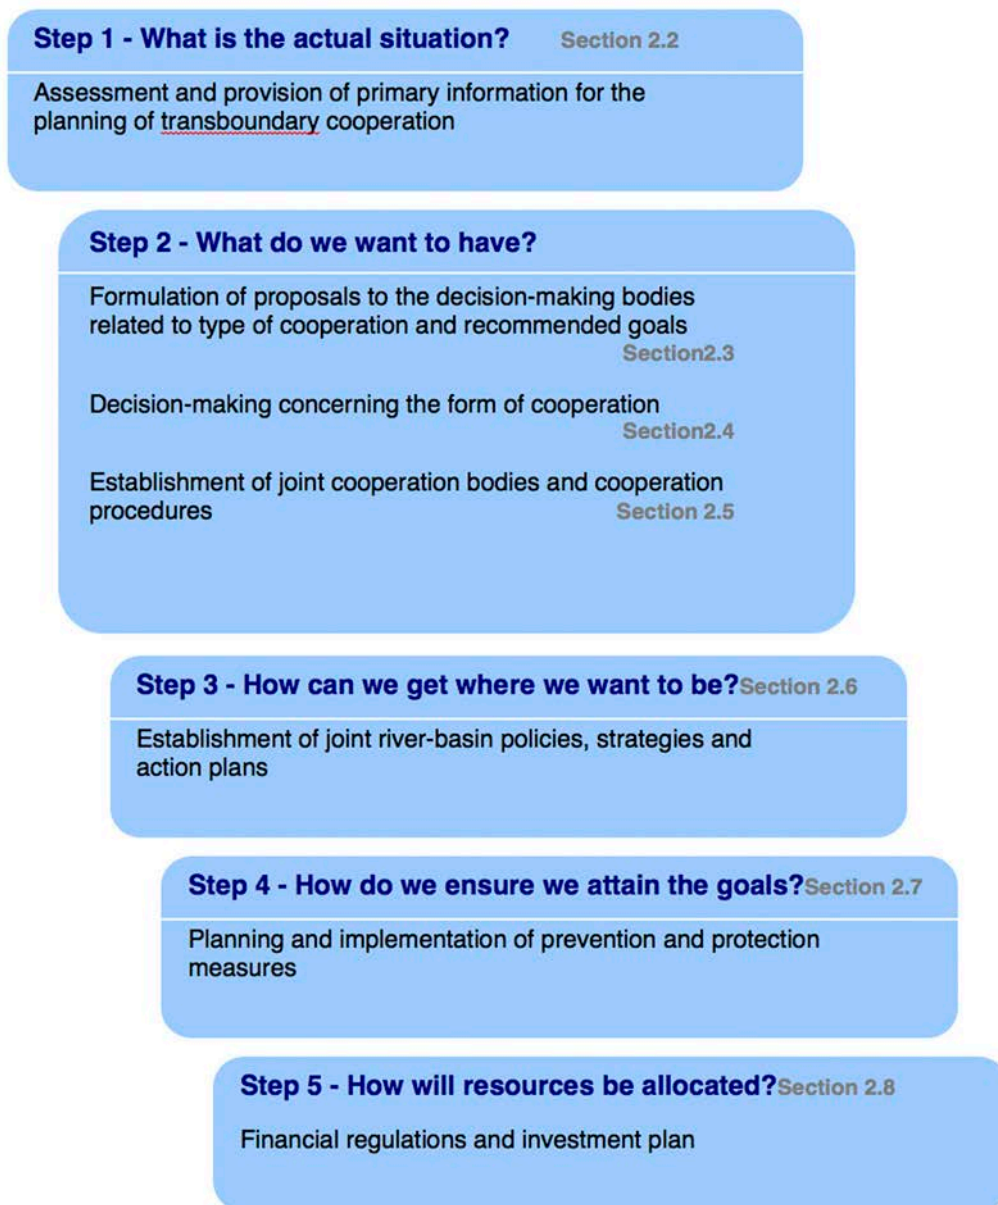 Step 1 - What is the actual situation? Section 2.2
Assessment and provision of primary information for the
planning of transboundary cooperation
Step 2 - What do we want to have?
Formulation of proposals to the decision-making bodies
related to type of cooperation and recommended goals
Section2.3
Decision-making concerning the form of cooperation
Section2.4
Establishment of joint cooperation bodies and cooperation
procedures Section 2.5
Step 3 - How can we get where we want to be?Section 2.6
Establishment of joint river-basin policies, strategies and
action plans
Step 4 - How do we ensure we attain the goals?Section 2.7
Planning and implementation of prevention and protection
measures
Step 5 - How will resources be allocated?Section 2.8
Financial regulations and investment plan